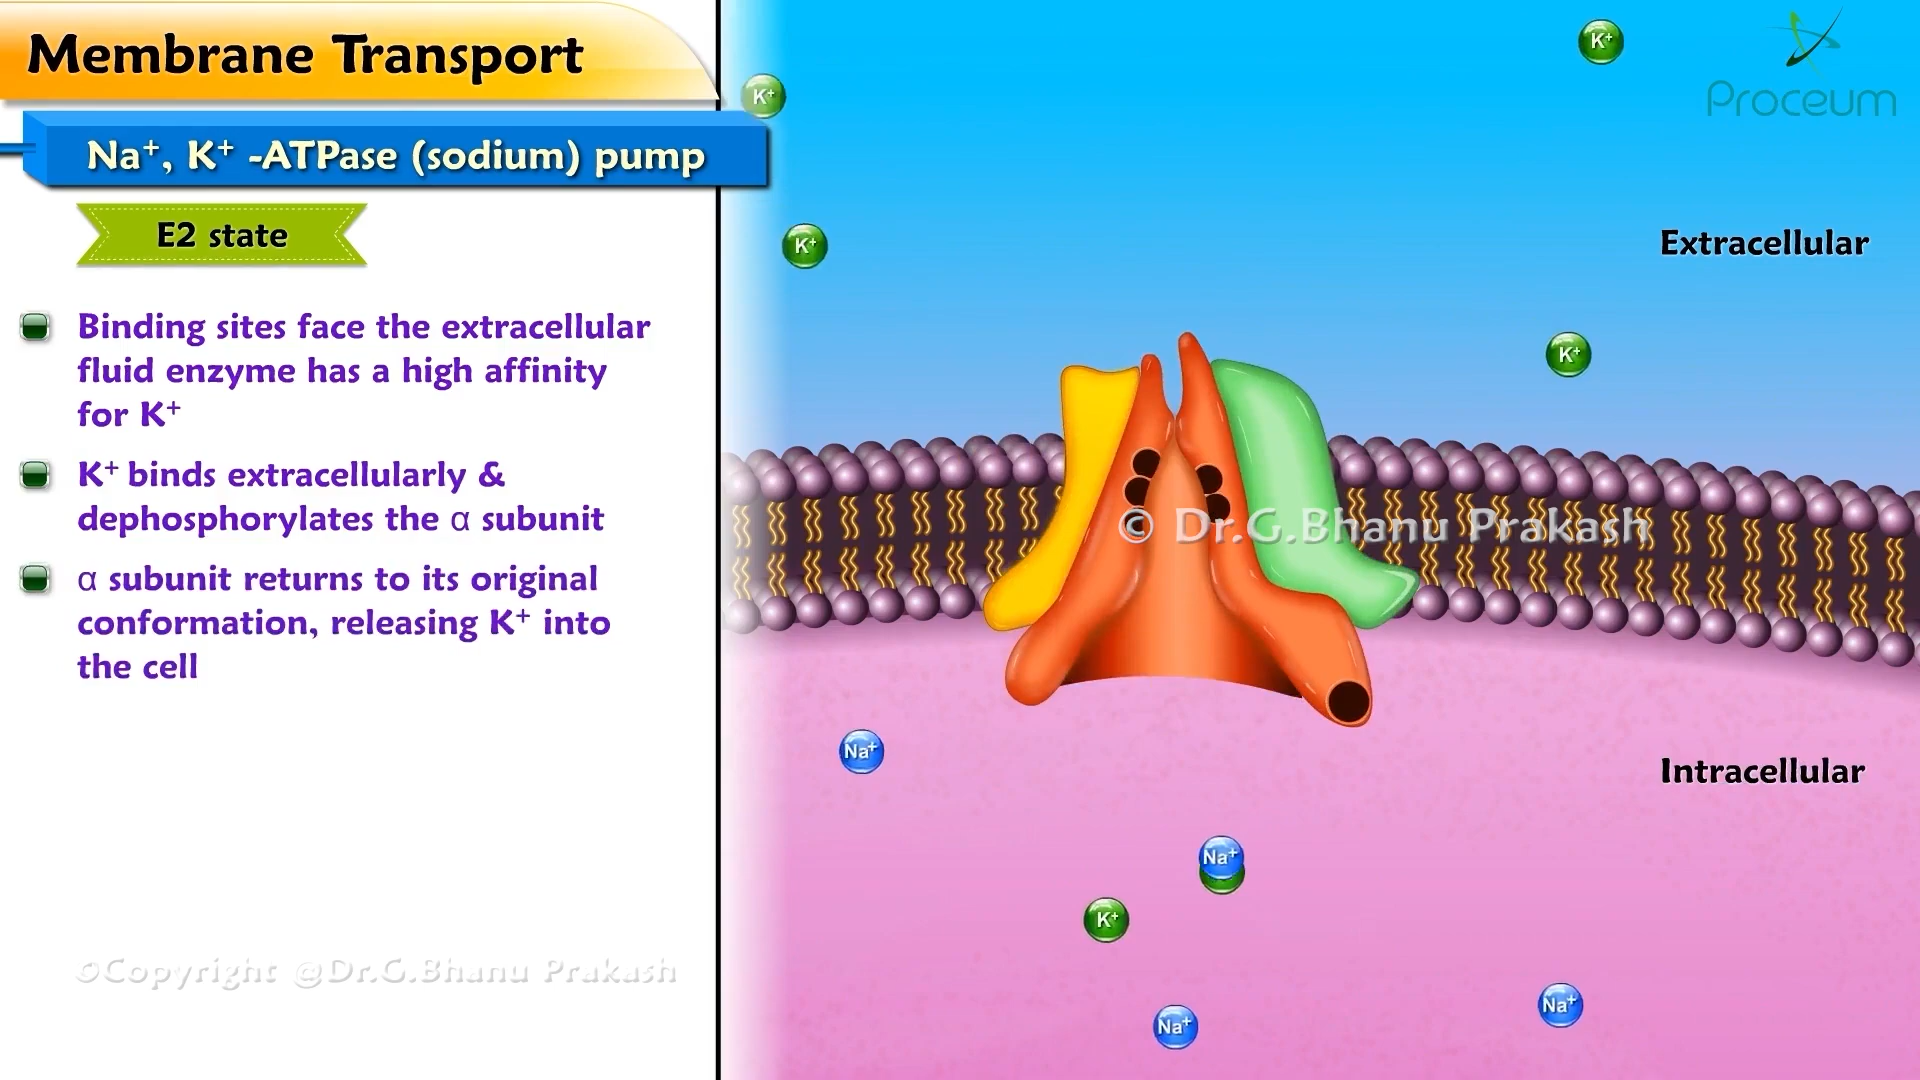 Membrane Transport
Na⁺, K⁺ -ATPase (sodium) pump
E2 state
Binding sites face the extracellular
fluid enzyme has a high affinity
for K⁺
K⁺ binds extracellularly &
dephosphorylates the α subunit
α subunit returns to its original
conformation, releasing K⁺ into
the cell
©Copyright @Dr.G.Bhanu Prakash
K⁺
Proceum
K⁺
K⁺
Extracellular
K⁺
© Dr.G.Bhanu Prakash
Na⁺
Intracellular
Na⁺
K⁺
Na⁺
Na⁺